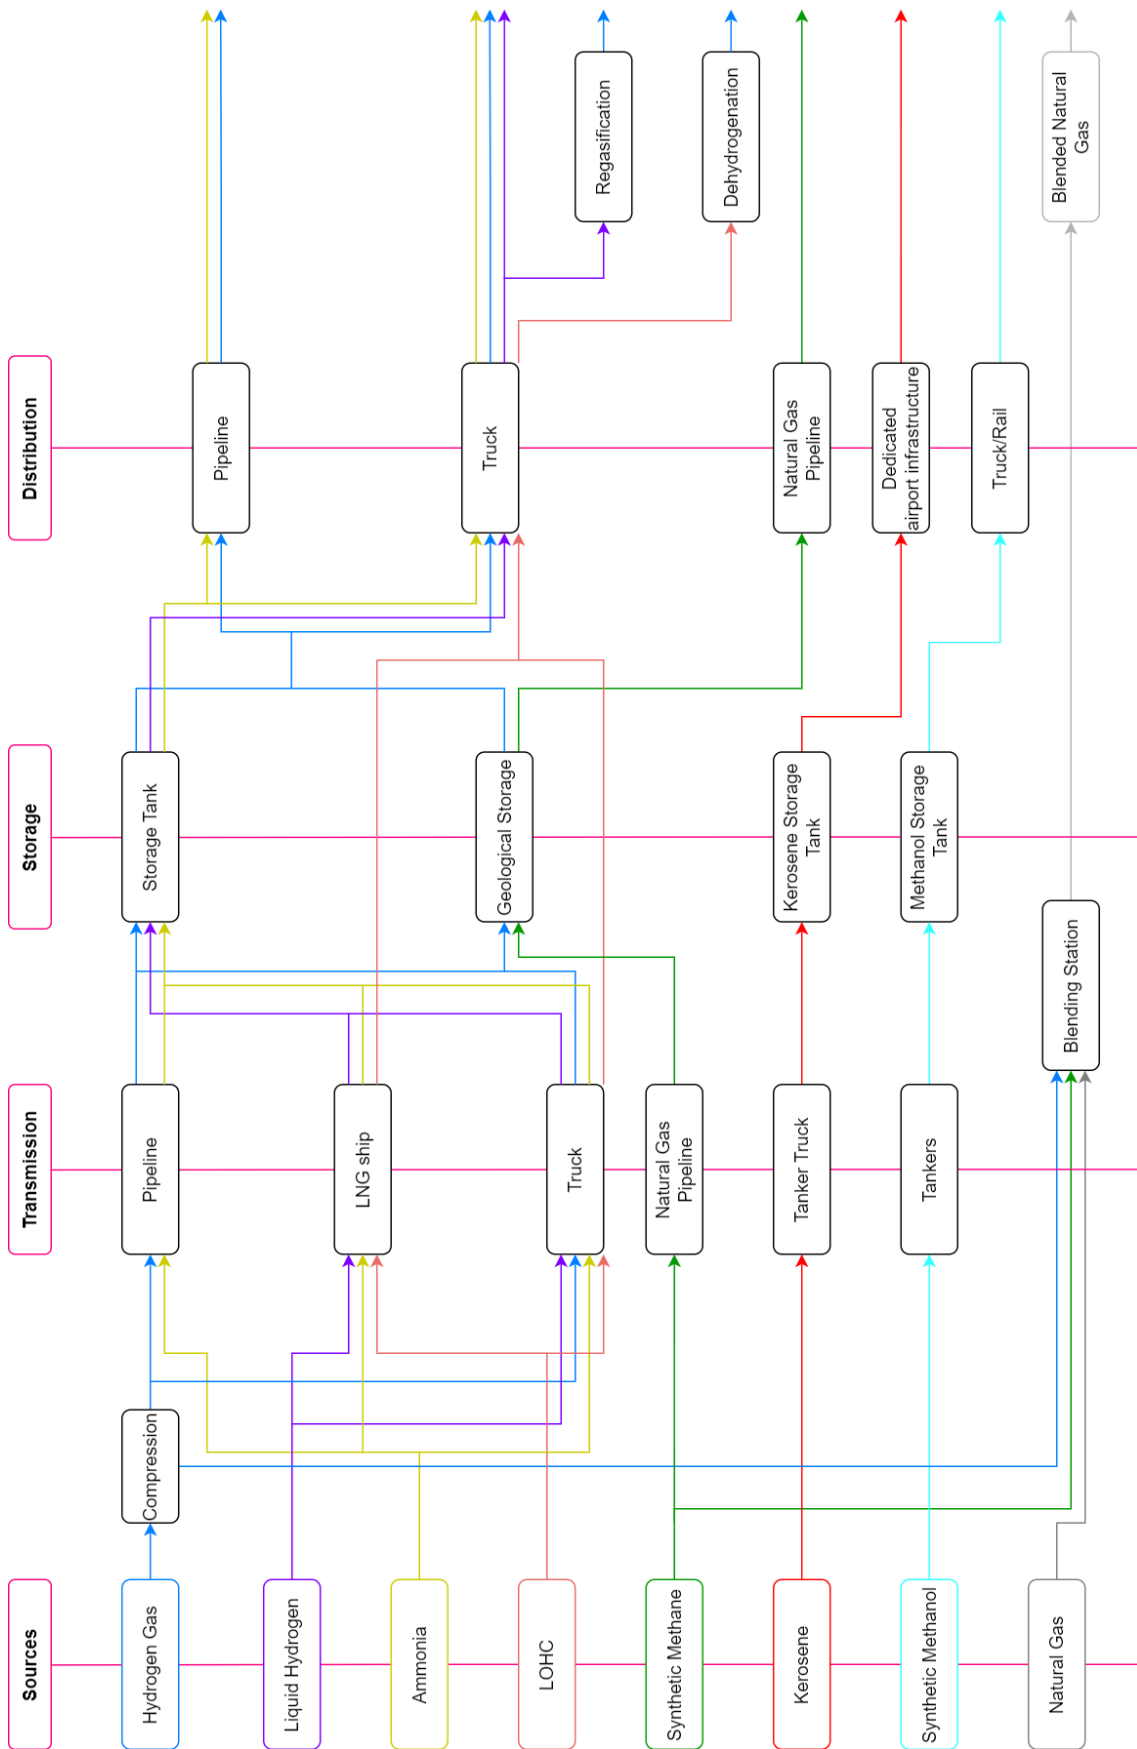 Sources
Transmission
Storage
Distribution
Hydrogen Gas
Compression
Pipeline
Storage Tank
Pipeline
Liquid Hydrogen
LNG ship
Ammonia
Geological Storage
Truck
LOHC
Truck
Regasification
Synthetic Methane
Natural Gas
Pipeline
Dehydrogenation
Kerosene
Tanker Truck
Kerosene Storage
Tank
Natural Gas
Pipeline
Synthetic Methanol
Tankers
Methanol Storage
Tank
Dedicated
airport infrastructure
Truck/Rail
Natural Gas
Blending Station
Blended Natural
Gas